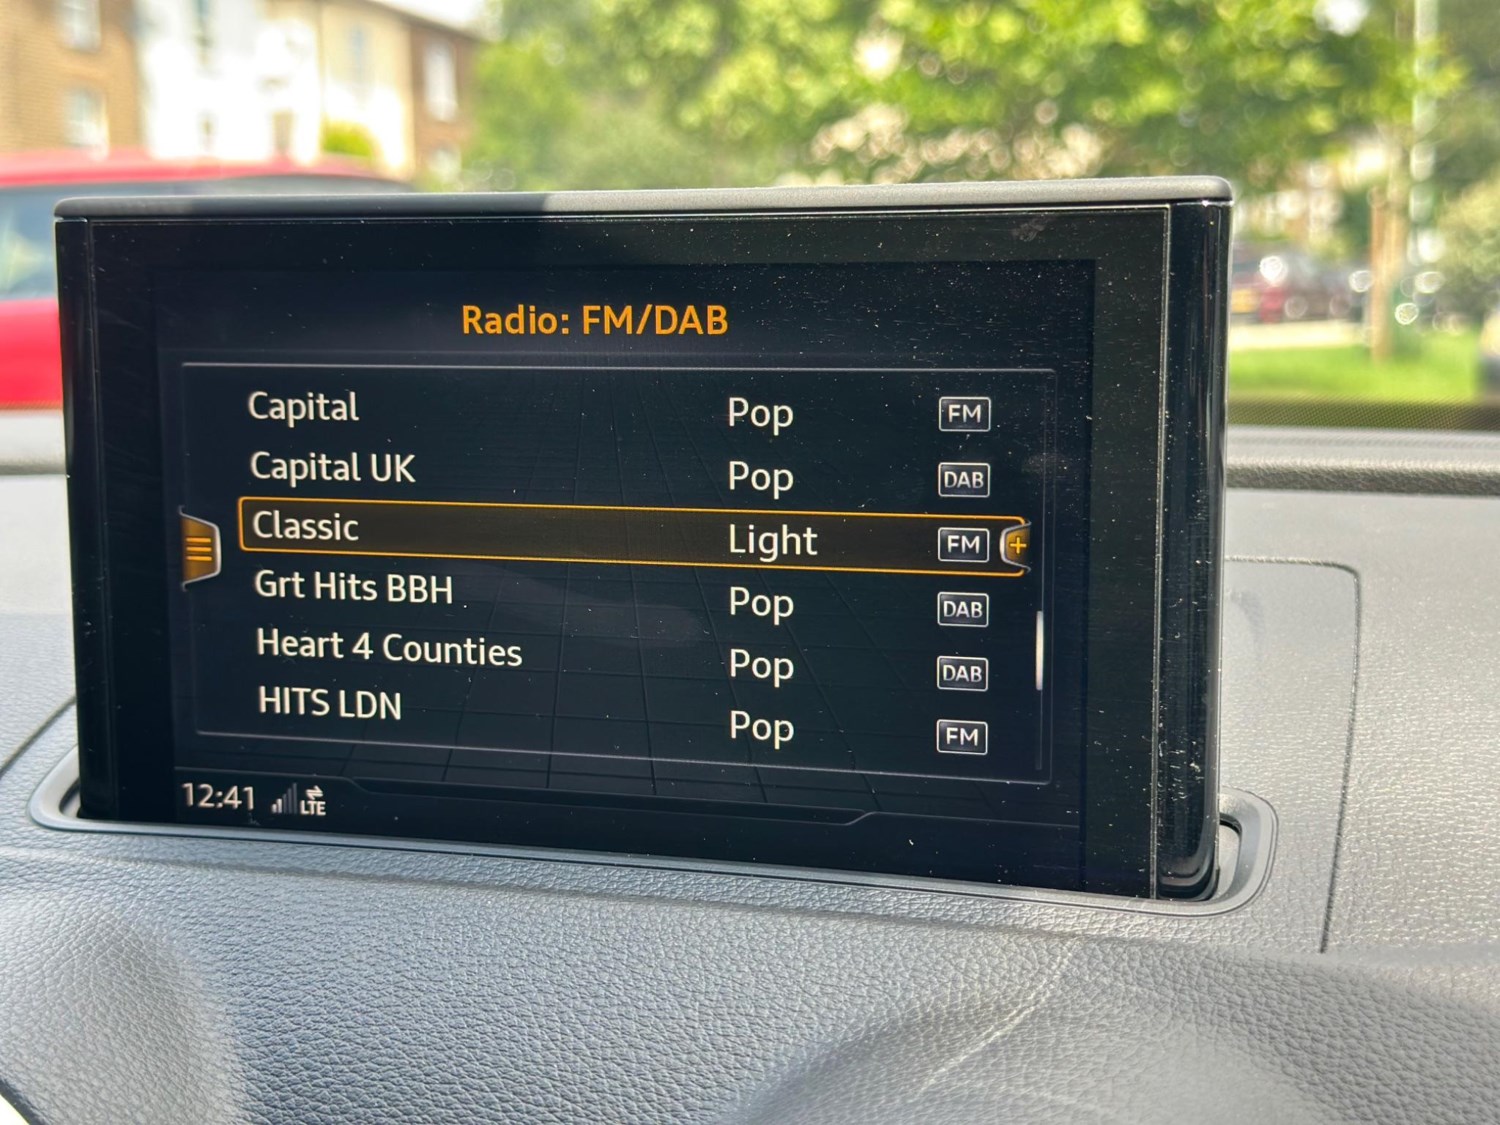 Radio: FM/DAB
Capital Pop FM
Capital UK Pop DAB
Classic Light FM +
Grt Hits BBH Pop DAB
Heart 4 Counties Pop DAB
HITS LDN Pop FM
12:41 LTE